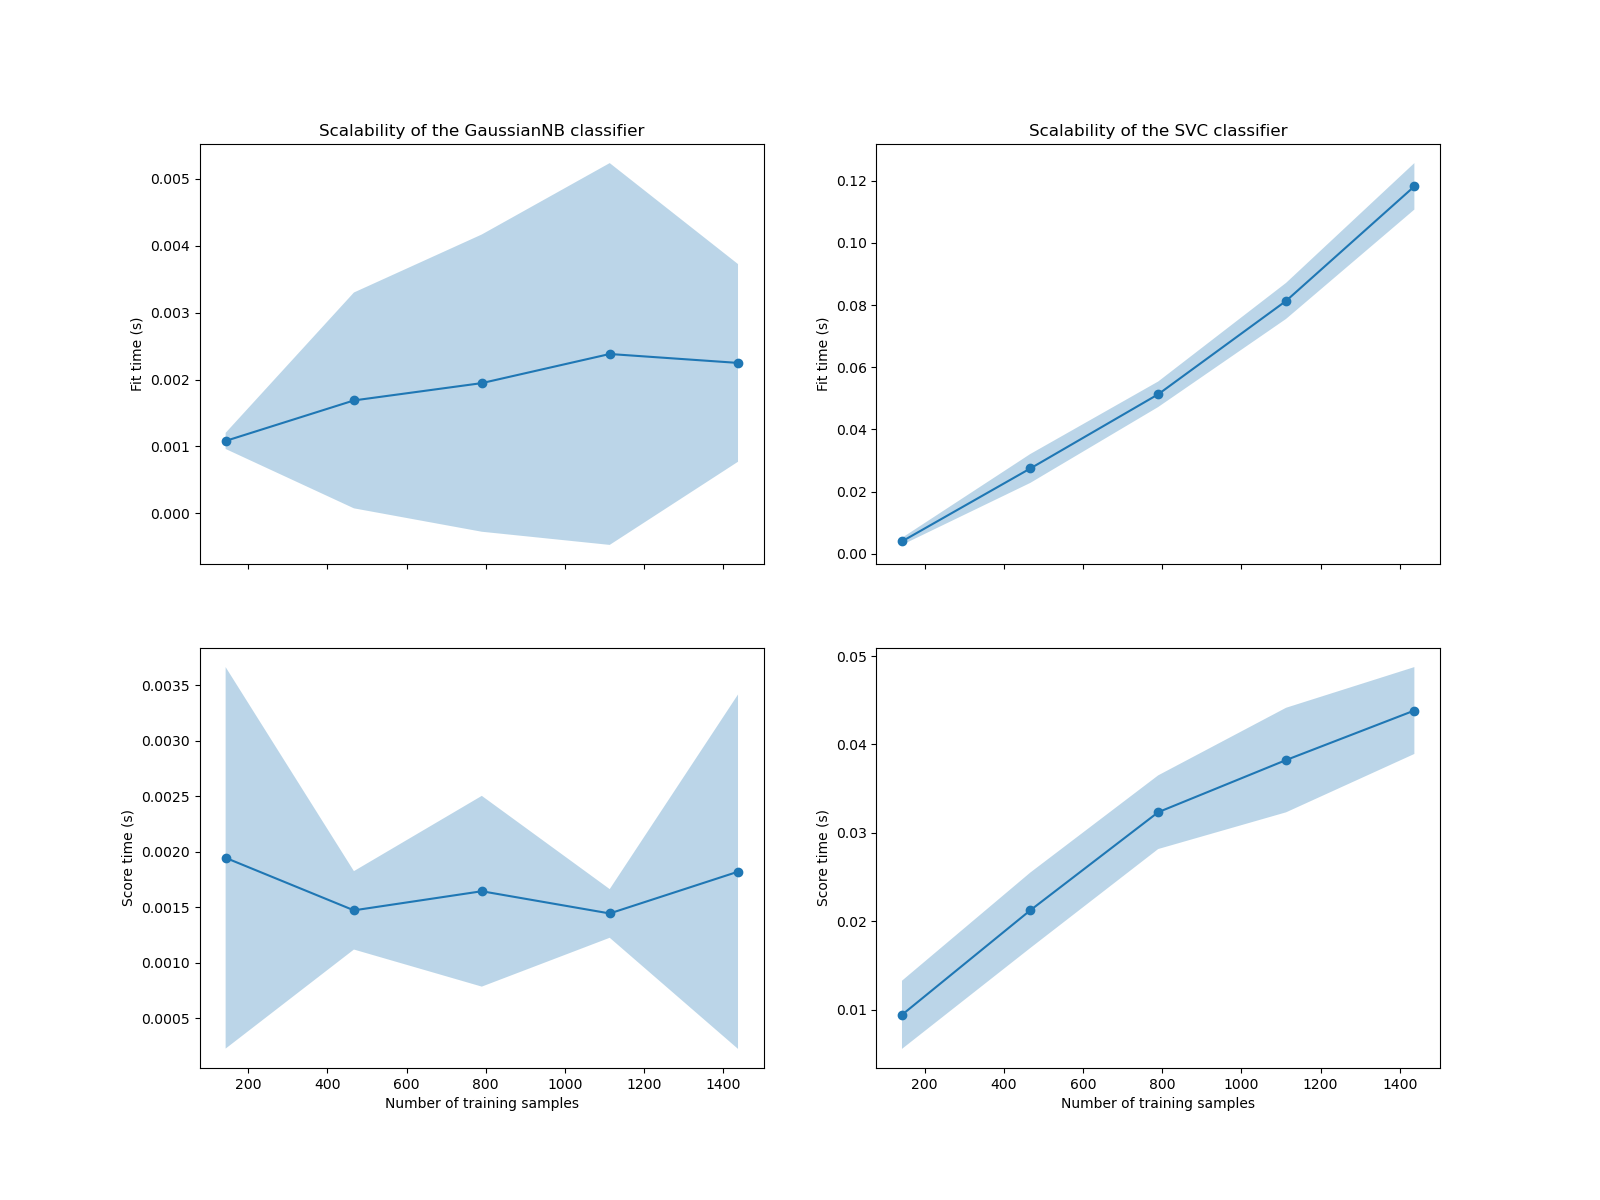 Scalability of the GaussianNB classifier
0.005
0.004
0.003
0.002
0.001
0.000
Fit time (s)
Scalability of the SVC classifier
0.12
0.10
0.08
0.06
0.04
0.02
0.00
Fit time (s)
0.0035
0.0030
0.0025
0.0020
0.0015
0.0010
0.0005
Score time (s)
200 400 600 800 1000 1200 1400
Number of training samples
0.05
0.04
0.03
0.02
0.01
Score time (s)
200 400 600 800 1000 1200 1400
Number of training samples